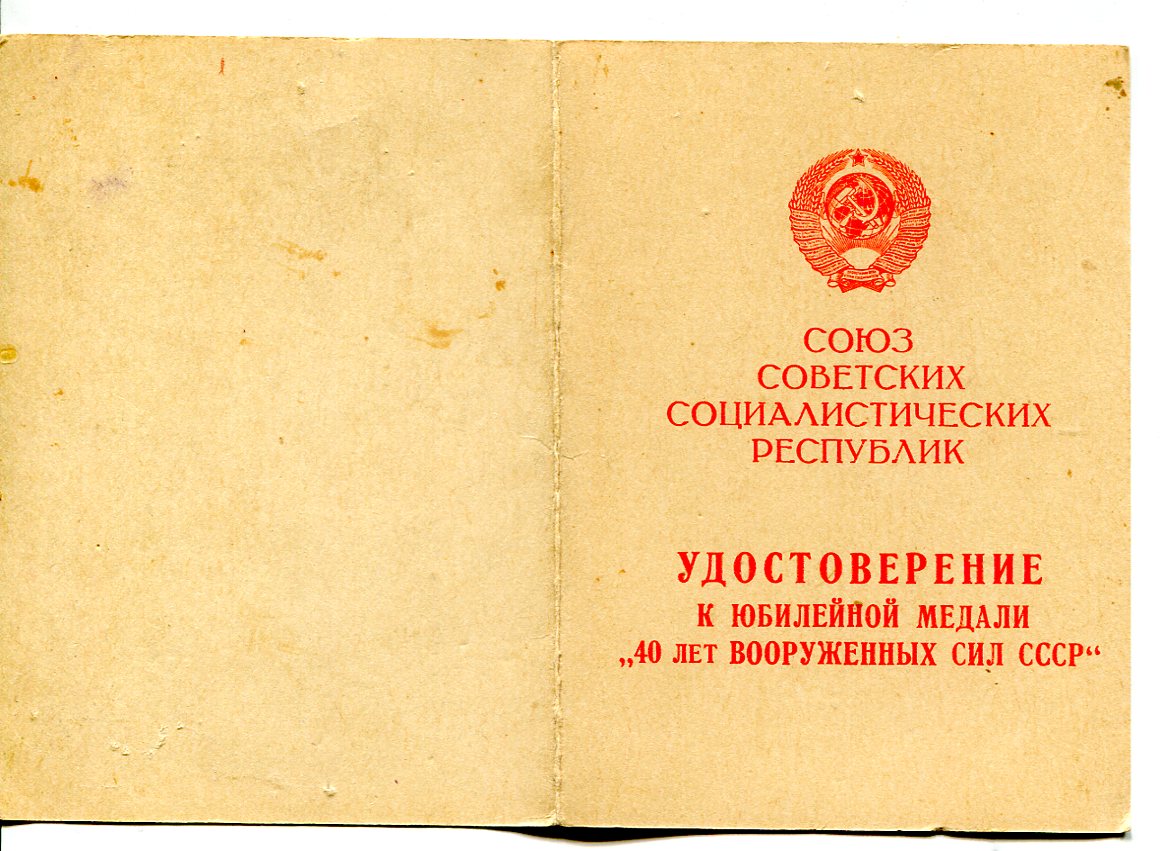 СОЮЗ
СОВЕТСКИХ
СОЦИАЛИСТИЧЕСКИХ
РЕСПУБЛИК
УДОСТОВЕРЕНИЕ
К ЮБИЛЕЙНОЙ МЕДАЛИ
„40 ЛЕТ ВООРУЖЕННЫХ СИЛ СССР“